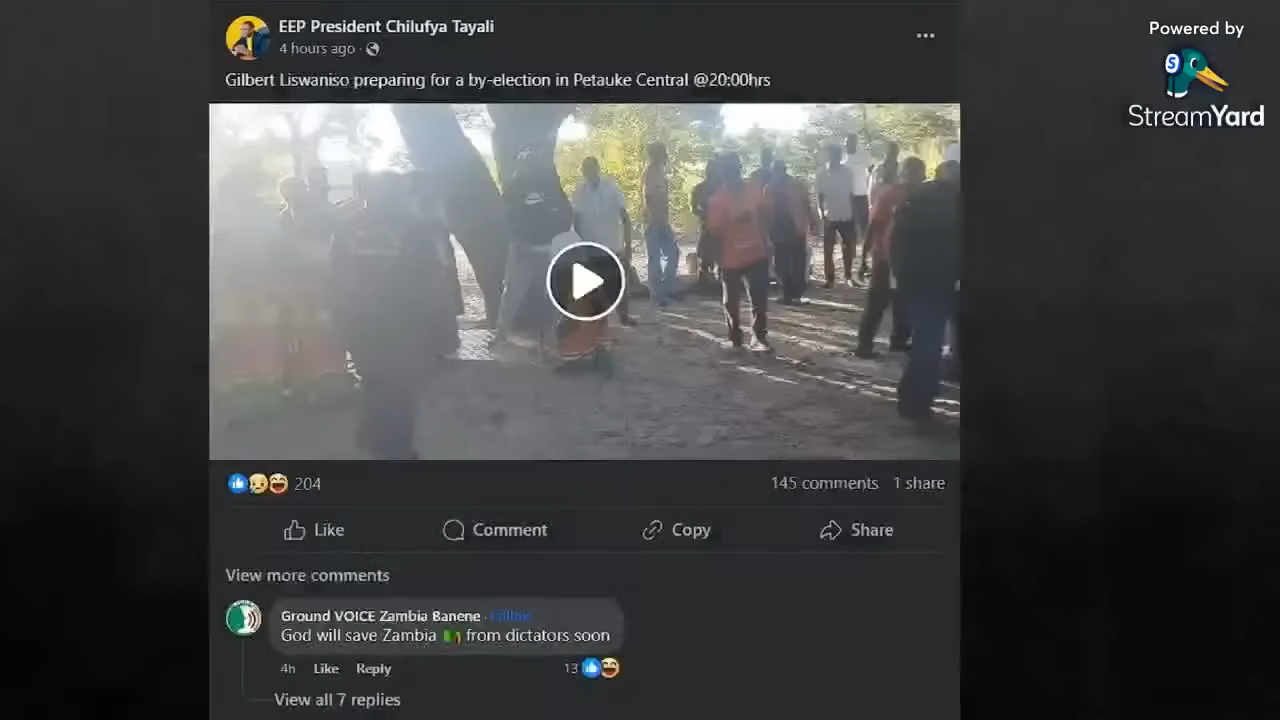 EEP President Chilufya Tayali
4 hours ago ·
Gilbert Liswaniso preparing for a by-election in Petauke Central @20:00hrs
Powered by
StreamYard
204
145 comments 1 share
Like Comment Copy Share
View more comments
Ground VOICE Zambia Banene · Follow
God will save Zambia 🇿🇲 from dictators soon
4h Like Reply 13
View all 7 replies